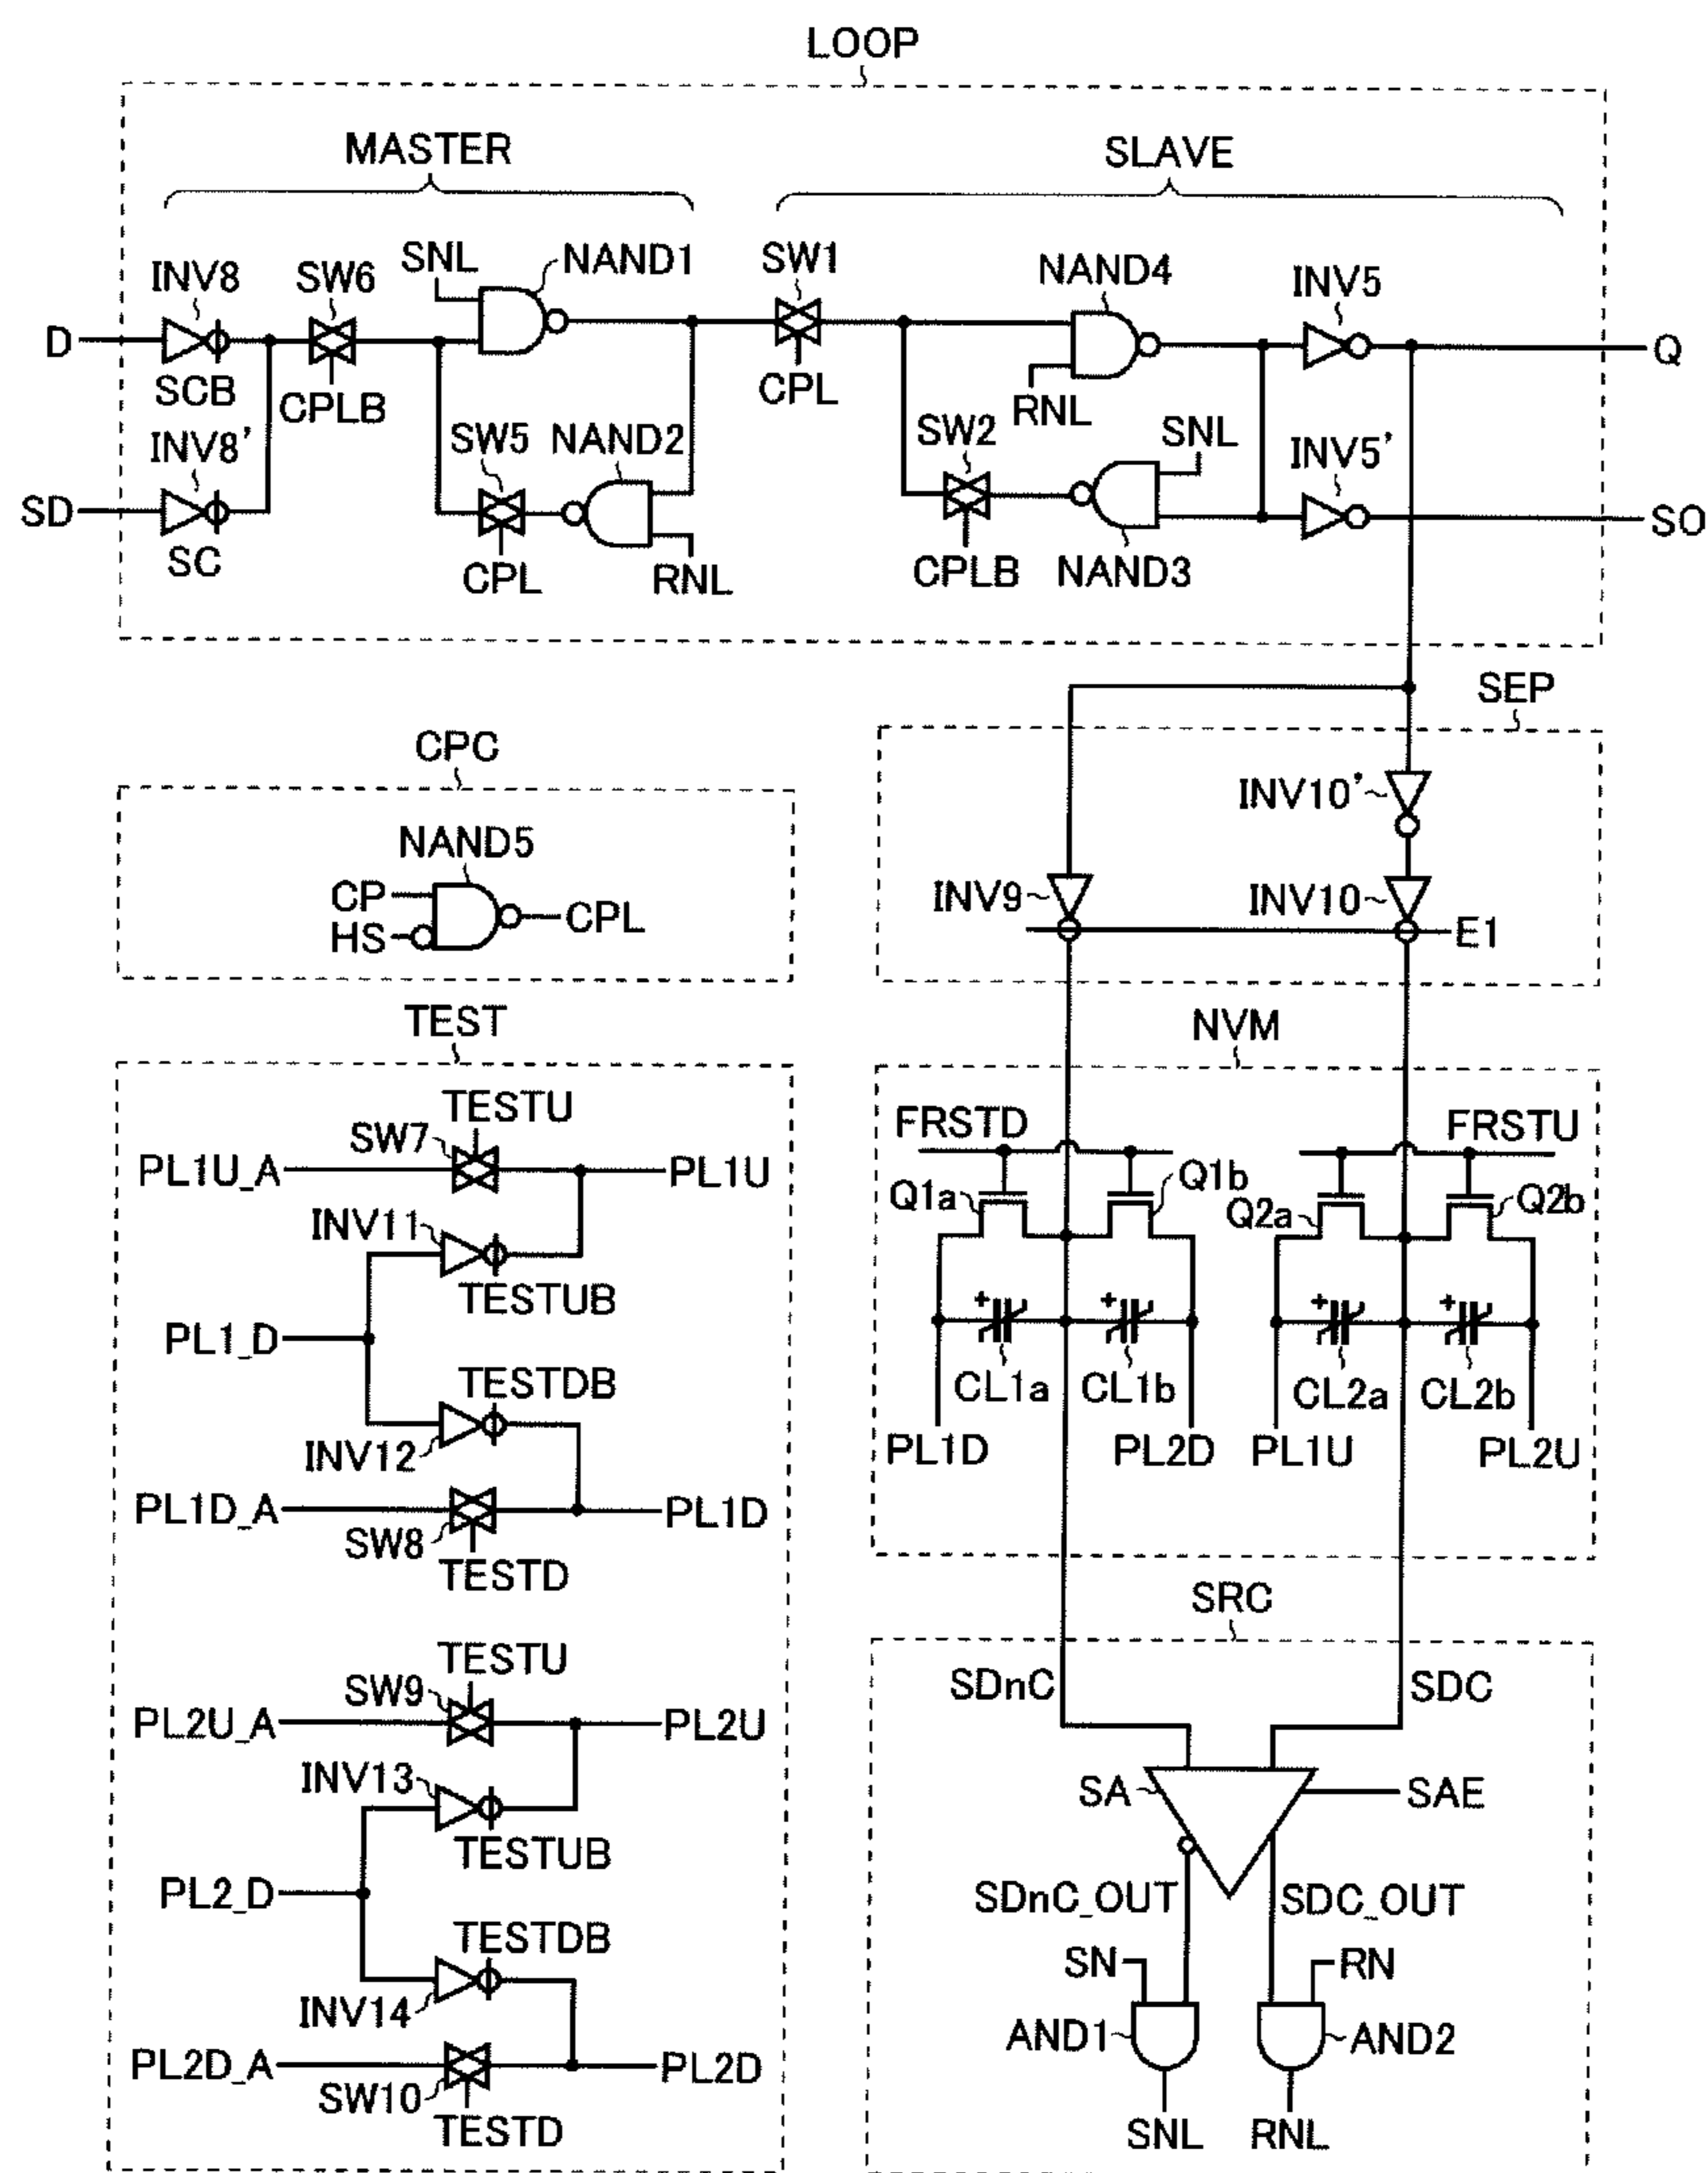 LOOP
MASTER
SLAVE
INV8
SW6
SNL
NAND1
SW1
NAND4
INV5
D
SCB
CPLB
CPL
RNL
Q
INV8'
SW5
NAND2
SW2
SNL
INV5'
SD
SC
CPL
RNL
CPLB
NAND3
SO
CPC
NAND5
CP
HS
CPL
SEP
INV10'
INV9
INV10
E1
TEST
TESTU
SW7
PL1U_A
PL1U
INV11
TESTUB
PL1_D
TESTDB
INV12
PL1D_A
PL1D
SW8
TESTD
TESTU
SW9
PL2U_A
PL2U
INV13
TESTUB
PL2_D
TESTDB
INV14
PL2D_A
PL2D
SW10
TESTD
NVM
FRSTD
FRSTU
Q1a
Q1b
Q2a
Q2b
+
+
+
+
CL1a
CL1b
CL2a
CL2b
PL1D
PL2D
PL1U
PL2U
SRC
SDnC
SDC
SA
SAE
SDnC_OUT
SDC_OUT
SN
RN
AND1
AND2
SNL
RNL